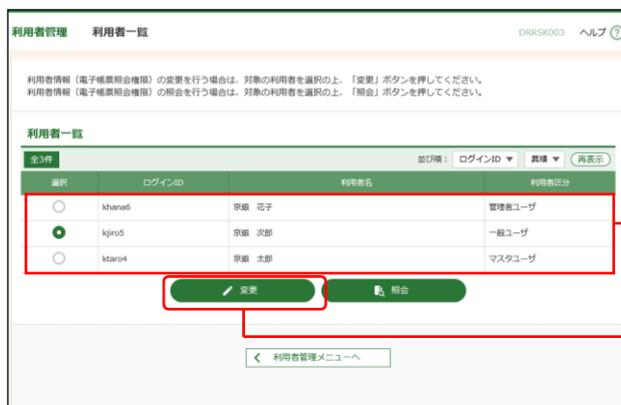 利用者管理 利用者一覧 DRRSK003 ヘルプ ?
利用者情報（電子帳票照会権限）の変更を行う場合は、対象の利用者を選択の上、「変更」ボタンを押してください。
利用者情報（電子帳票照会権限）の照会を行う場合は、対象の利用者を選択の上、「照会」ボタンを押してください。
利用者一覧
全3件 並び順： ログインID ▼ 昇順 ▼ 再表示
選択 ログインID 利用者名 利用者区分
khana6 京銀 花子 管理者ユーザ
kjiro5 京銀 次郎 一般ユーザ
ktaro4 京銀 太郎 マスタユーザ
変更 照会
利用者管理メニューへ